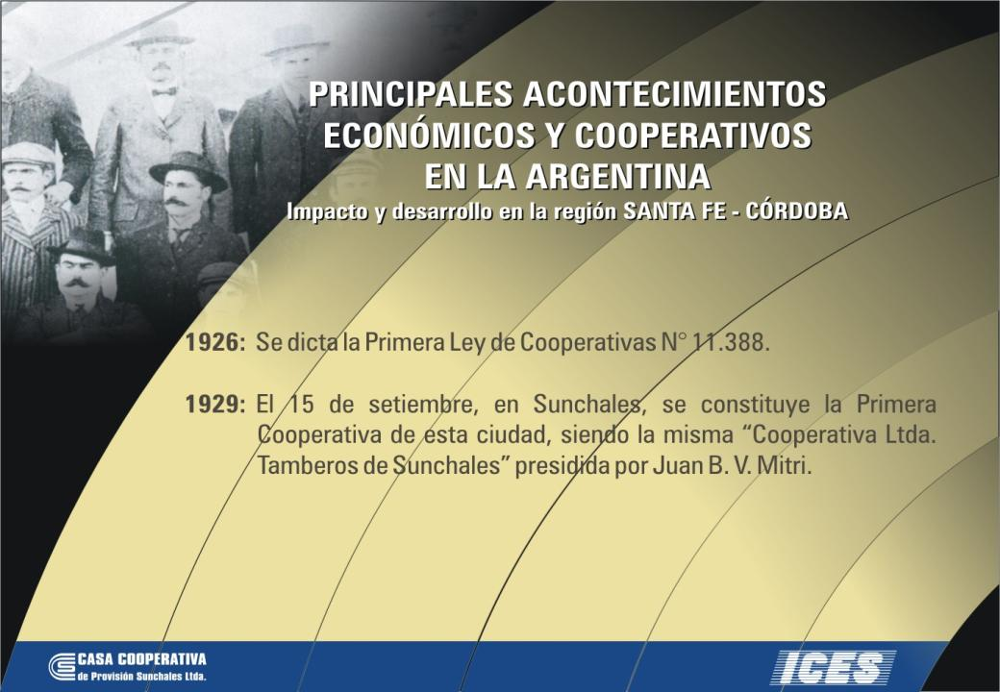 PRINCIPALES ACONTECIMIENTOS
ECONÓMICOS Y COOPERATIVOS
EN LA ARGENTINA
Impacto y desarrollo en la región SANTA FE - CÓRDOBA
1926: Se dicta la Primera Ley de Cooperativas N° 11.388.
1929: El 15 de setiembre, en Sunchales, se constituye la Primera
Cooperativa de esta ciudad, siendo la misma “Cooperativa Ltda.
Tamberos de Sunchales” presidida por Juan B. V. Mitri.
CASA COOPERATIVA
de Provisión Sunchales Ltda.
ICES